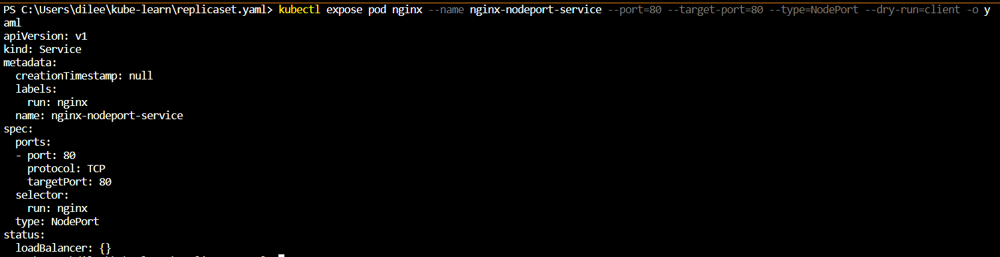 PS C:\Users\dilee\kube-learn\replicaset.yaml> kubectl expose pod nginx --name nginx-nodeport-service --port=80 --target-port=80 --type=NodePort --dry-run=client -o y
aml
apiVersion: v1
kind: Service
metadata:
  creationTimestamp: null
  labels:
    run: nginx
  name: nginx-nodeport-service
spec:
  ports:
  - port: 80
    protocol: TCP
    targetPort: 80
  selector:
    run: nginx
  type: NodePort
status:
  loadBalancer: {}